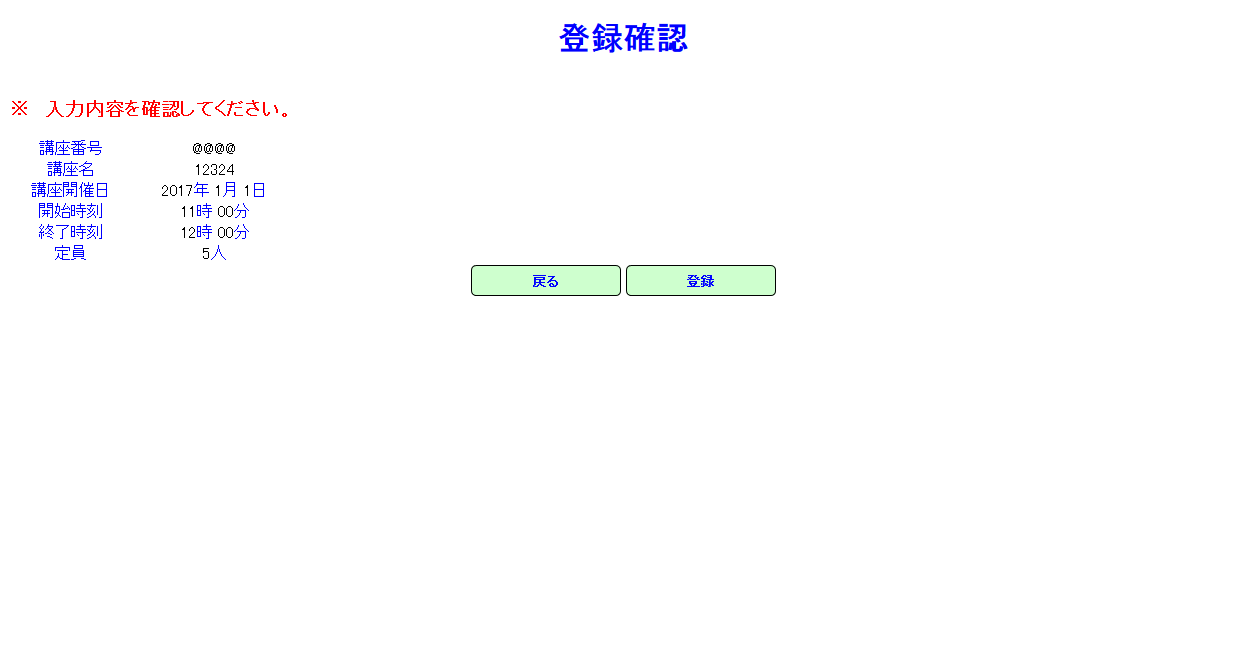 登録確認
※　入力内容を確認してください。
講座番号 @@@@
講座名 12324
講座開催日 2017年 1月 1日
開始時刻 11時 00分
終了時刻 12時 00分
定員 5人
戻る 登録